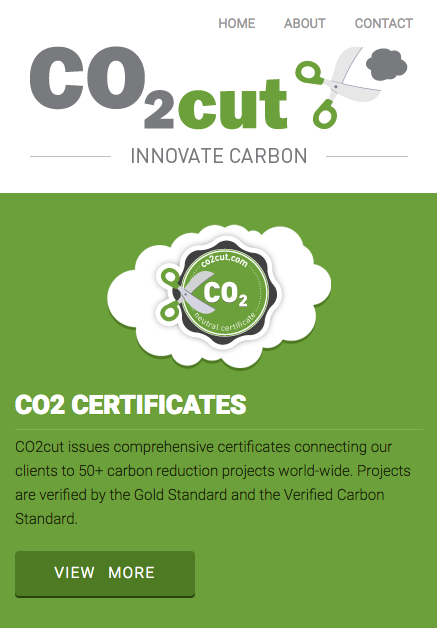 HOME ABOUT CONTACT
CO2cut
INNOVATE CARBON
co2cut.com
CO2
neutral certificate
CO2 CERTIFICATES
CO2cut issues comprehensive certificates connecting our
clients to 50+ carbon reduction projects world-wide. Projects
are verified by the Gold Standard and the Verified Carbon
Standard.
VIEW MORE